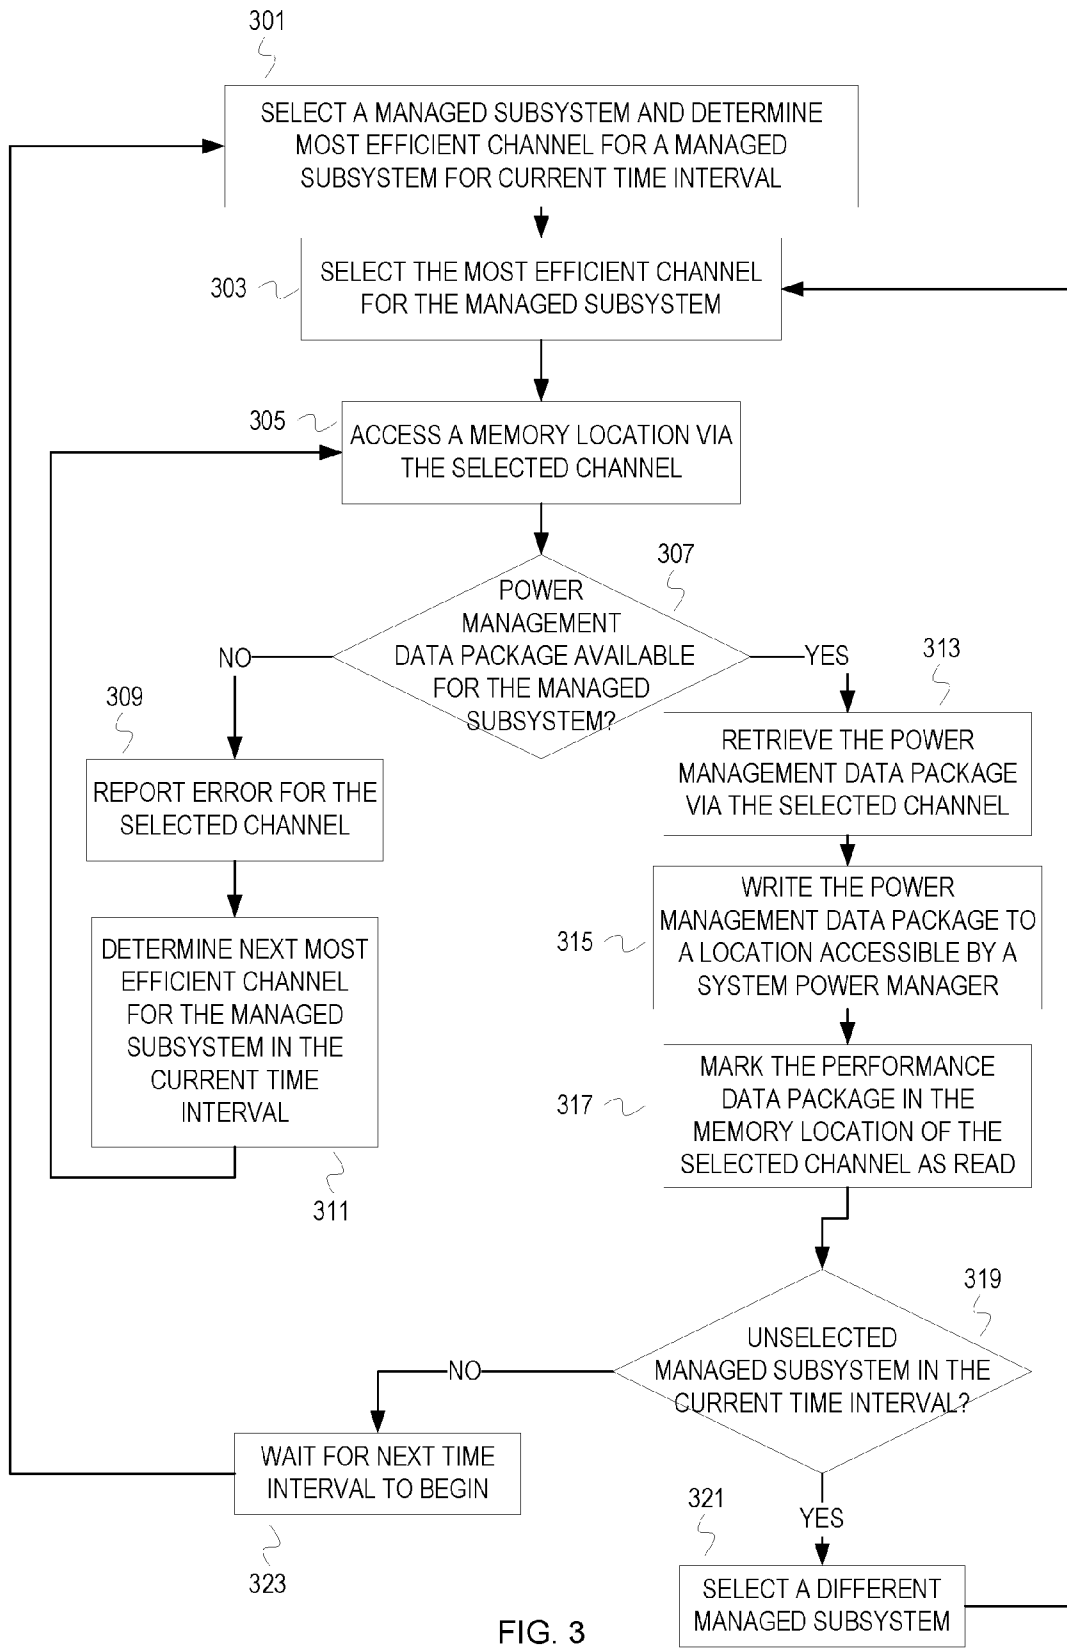 301
SELECT A MANAGED SUBSYSTEM AND DETERMINE
MOST EFFICIENT CHANNEL FOR A MANAGED
SUBSYSTEM FOR CURRENT TIME INTERVAL
303
SELECT THE MOST EFFICIENT CHANNEL
FOR THE MANAGED SUBSYSTEM
305
ACCESS A MEMORY LOCATION VIA
THE SELECTED CHANNEL
307
POWER
MANAGEMENT
DATA PACKAGE AVAILABLE
FOR THE MANAGED
SUBSYSTEM?
NO
YES
309
REPORT ERROR FOR THE
SELECTED CHANNEL
DETERMINE NEXT MOST
EFFICIENT CHANNEL
FOR THE MANAGED
SUBSYSTEM IN THE
CURRENT TIME
INTERVAL
311
313
RETRIEVE THE POWER
MANAGEMENT DATA PACKAGE
VIA THE SELECTED CHANNEL
315
WRITE THE POWER
MANAGEMENT DATA PACKAGE TO
A LOCATION ACCESSIBLE BY A
SYSTEM POWER MANAGER
317
MARK THE PERFORMANCE
DATA PACKAGE IN THE
MEMORY LOCATION OF THE
SELECTED CHANNEL AS READ
319
UNSELECTED
MANAGED SUBSYSTEM IN THE
CURRENT TIME INTERVAL?
NO
WAIT FOR NEXT TIME
INTERVAL TO BEGIN
323
YES
321
SELECT A DIFFERENT
MANAGED SUBSYSTEM
FIG. 3